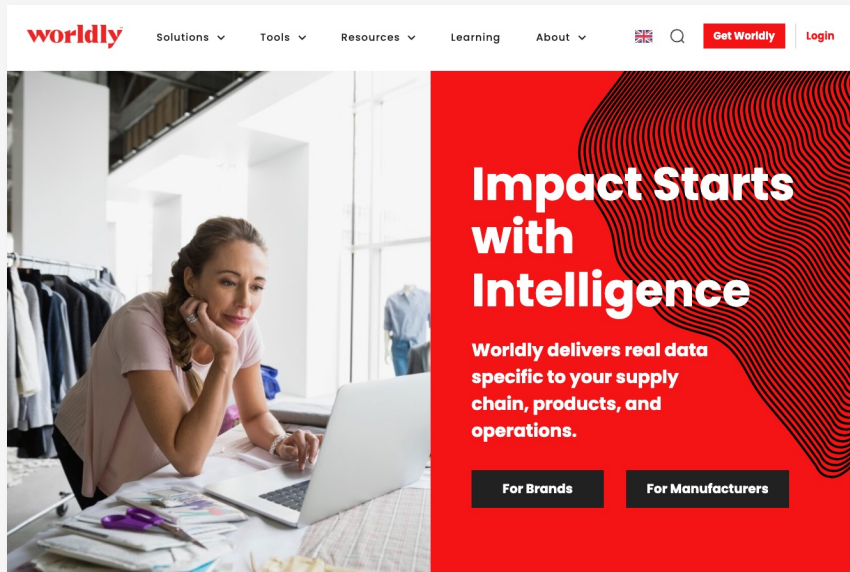 worldly
Solutions
Tools
Resources
Learning
About
Get Worldly
Login
Impact Starts
with
Intelligence
Worldly delivers real data
specific to your supply
chain, products, and
operations.
For Brands
For Manufacturers